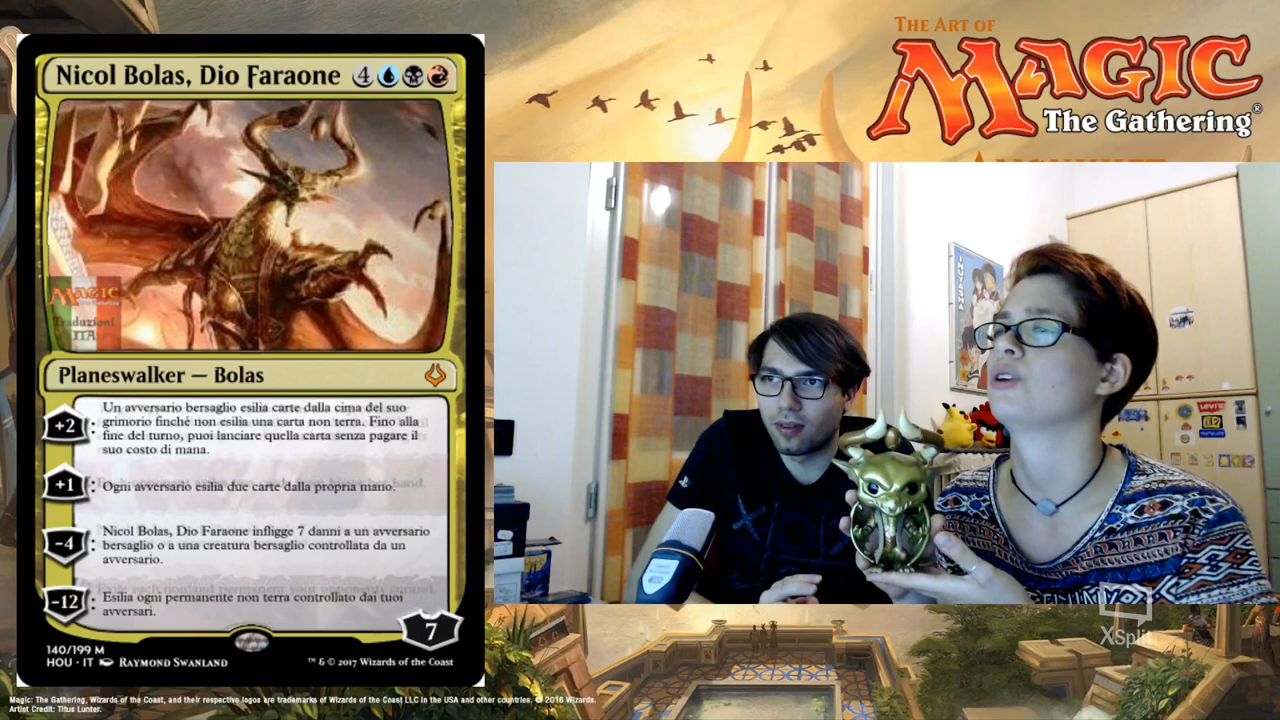 Nicol Bolas, Dio Faraone 4
MAGIC
The Gathering
Traduzioni
ITA
Planeswalker — Bolas
+2 : Un avversario bersaglio esilia carte dalla cima del suo
grimorio finché non esilia una carta non terra. Fino alla
fine del turno, puoi lanciare quella carta senza pagare il
suo costo di mana.
+1 : Ogni avversario esilia due carte dalla propria mano.
-4 : Nicol Bolas, Dio Faraone infligge 7 danni a un avversario
bersaglio o a una creatura bersaglio controllata da un
avversario.
-12 : Esilia ogni permanente non terra controllato dai tuoi
avversari.
7
140/199 M
HOU · IT RAYMOND SWANLAND
™ & © 2017 Wizards of the Coast
THE ART OF
MAGIC
The Gathering®
INUYASHA
LEVI'S
XSplit
Magic: The Gathering, Wizards of the Coast, and their respective logos are trademarks of Wizards of the Coast LLC in the USA and other countries. © 2016 Wizards.
Artist Credit: Titus Lunter.